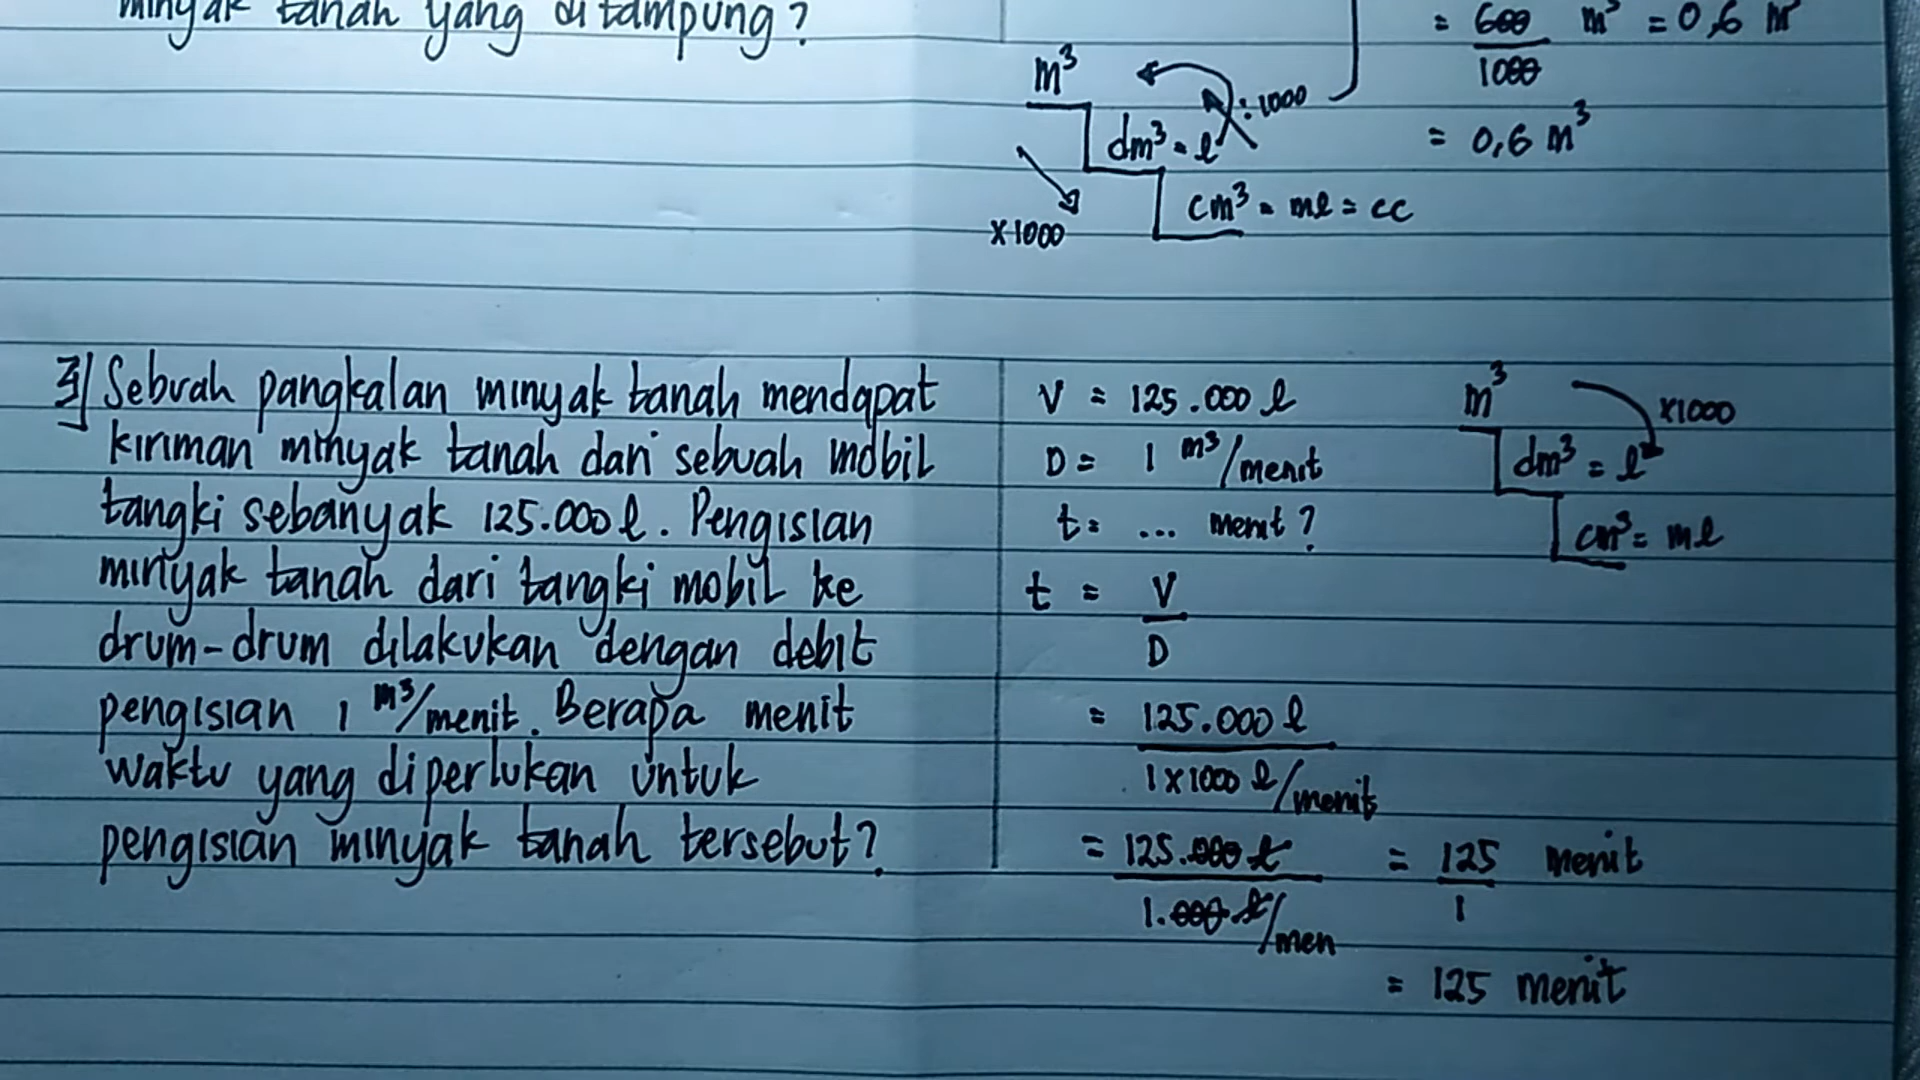 minyak tanah yang ditampung?
= 600 m³ = 0,6 m³
1000
= 0,6 m³
m³
: 1000
dm³ = l
cm³ = ml = cc
x 1000
3] Sebuah pangkalan minyak tanah mendapat
kiriman minyak tanah dari sebuah mobil
tangki sebanyak 125.000 l. Pengisian
minyak tanah dari tangki mobil ke
drum-drum dilakukan dengan debit
pengisian 1 m³/menit. Berapa menit
waktu yang diperlukan untuk
pengisian minyak tanah tersebut?
V = 125.000 l
D = 1 m³/menit
t = ... menit?
t = V
D
= 125.000 l
1 x 1000 l/menit
= 125.000 l = 125 menit
1.000 l/men 1
= 125 menit
m³
x1000
dm³ = l
cm³ = ml